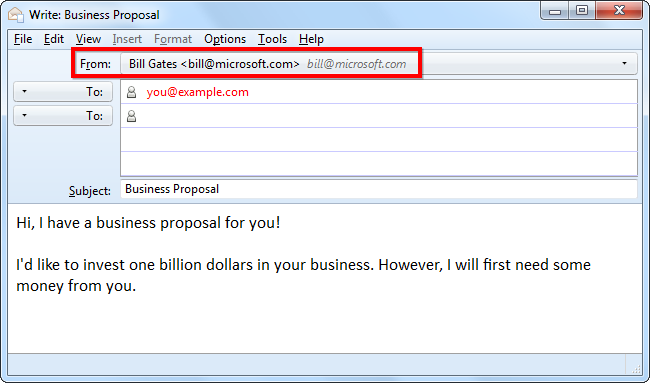 Write: Business Proposal
File Edit View Insert Format Options Tools Help
From: Bill Gates <bill@microsoft.com> bill@microsoft.com
To: you@example.com
To:
Subject: Business Proposal
Hi, I have a business proposal for you!
I'd like to invest one billion dollars in your business. However, I will first need some
money from you.